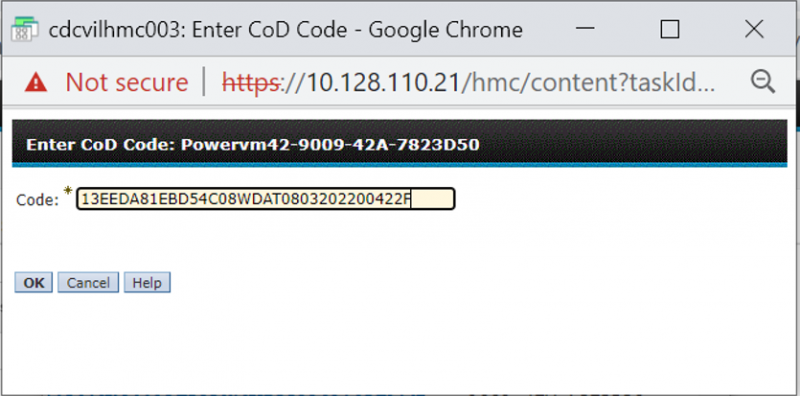 cdcvilhmc003: Enter CoD Code - Google Chrome
Not secure | https://10.128.110.21/hmc/content?taskId...
Enter CoD Code: Powervm42-9009-42A-7823D50
Code: * 13EEDA81EBD54C08WDAT0803202200422F
OK Cancel Help